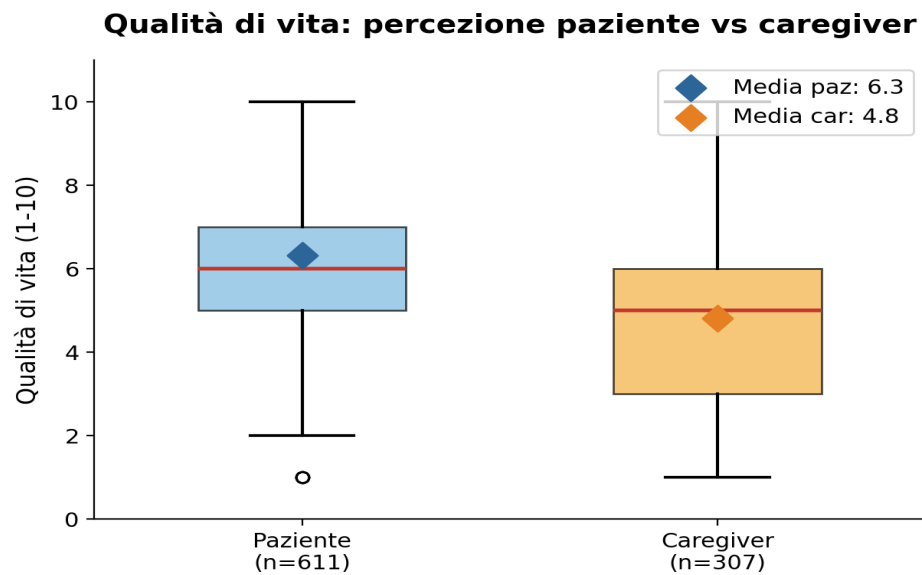 Qualità di vita: percezione paziente vs caregiver
Media paz: 6.3
Media car: 4.8
Qualità di vita (1-10)
10
8
6
4
2
0
Paziente
(n=611)
Caregiver
(n=307)